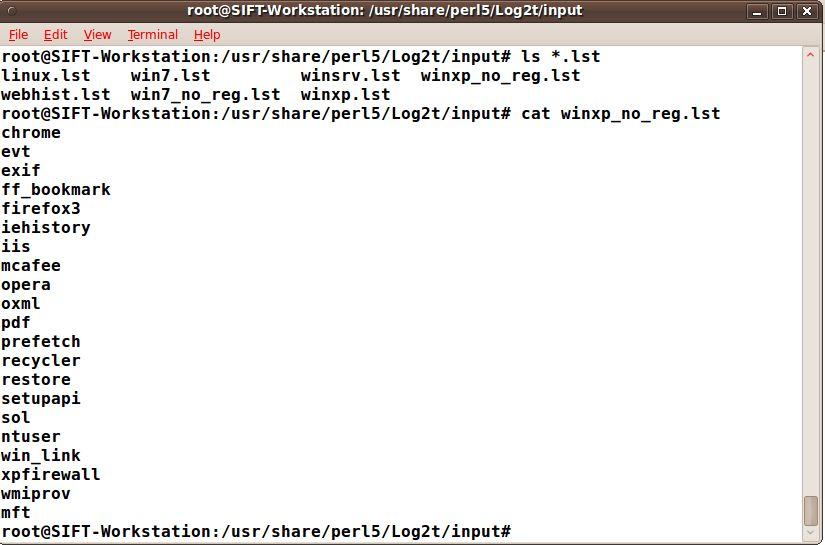 root@SIFT-Workstation: /usr/share/perl5/Log2t/input
File Edit View Terminal Help
root@SIFT-Workstation:/usr/share/perl5/Log2t/input# ls *.lst
linux.lst    win7.lst         winsrv.lst  winxp_no_reg.lst
webhist.lst  win7_no_reg.lst  winxp.lst
root@SIFT-Workstation:/usr/share/perl5/Log2t/input# cat winxp_no_reg.lst
chrome
evt
exif
ff_bookmark
firefox3
iehistory
iis
mcafee
opera
oxml
pdf
prefetch
recycler
restore
setupapi
sol
ntuser
win_link
xpfirewall
wmiprov
mft
root@SIFT-Workstation:/usr/share/perl5/Log2t/input#